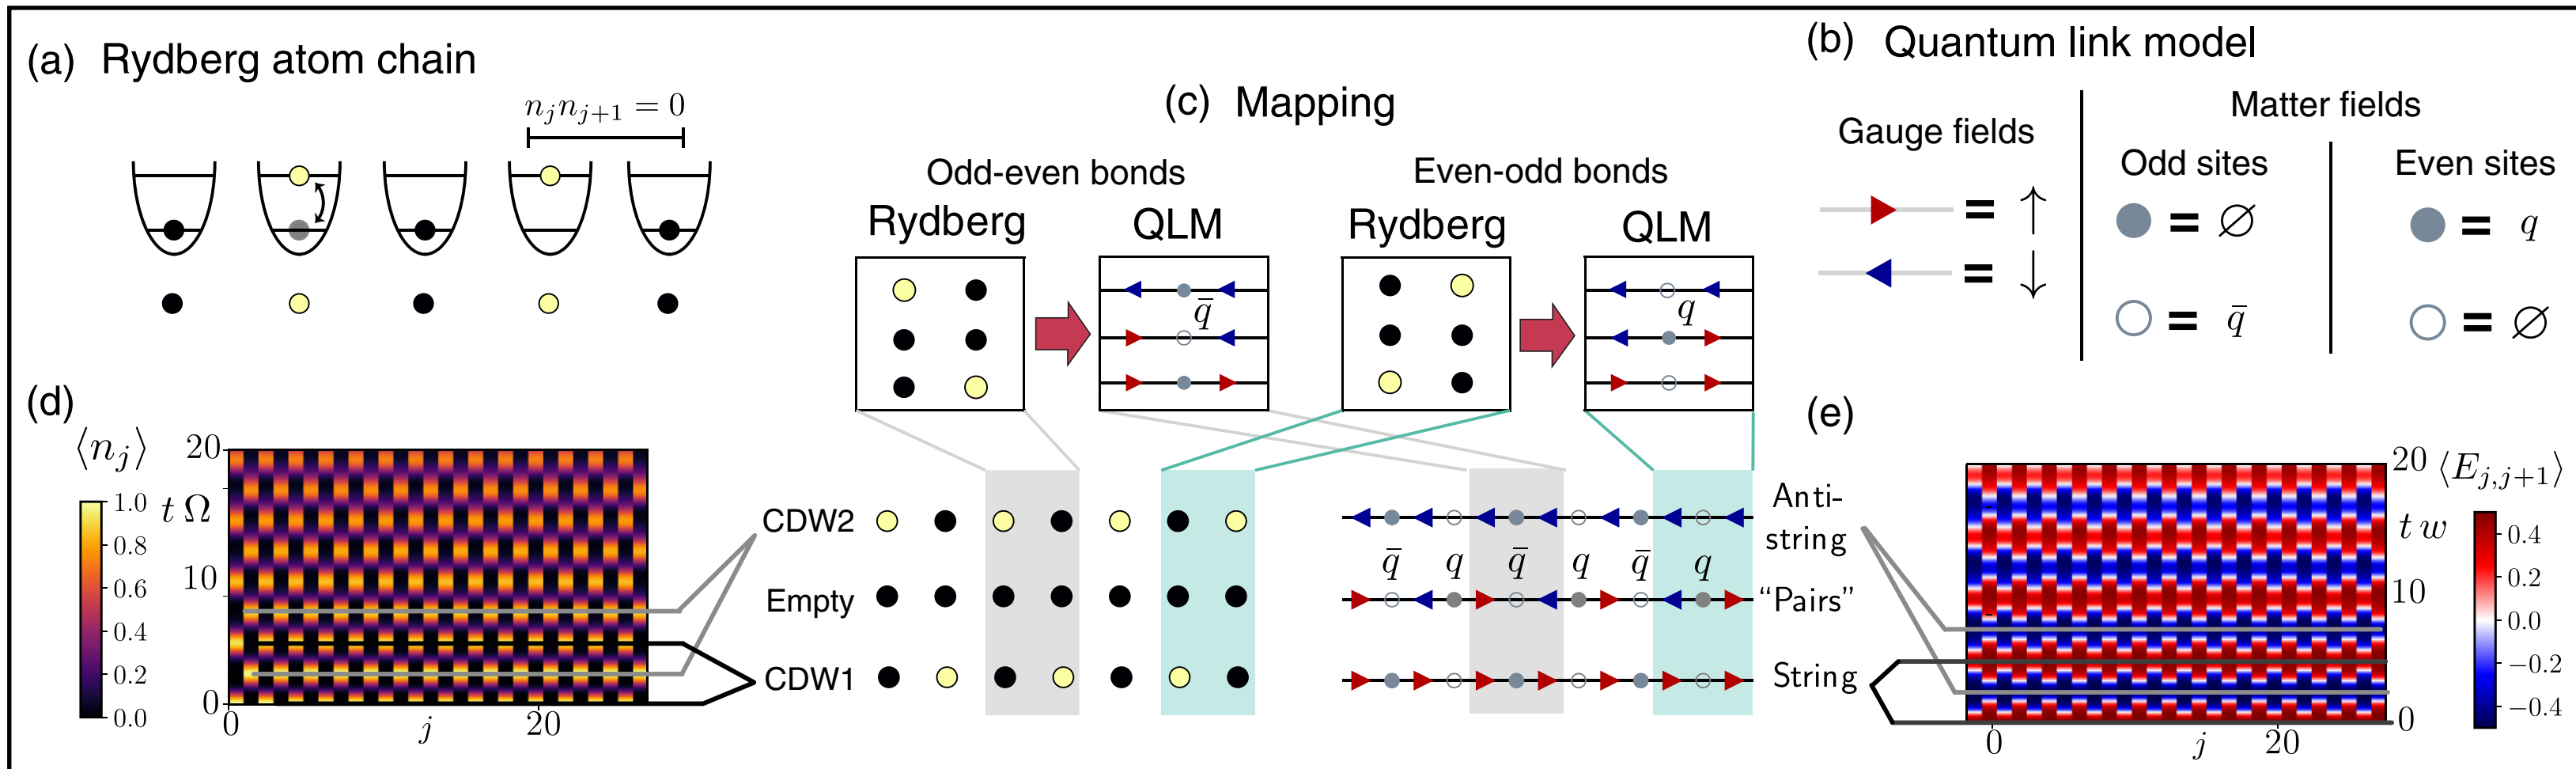 (a) Rydberg atom chain
n_j n_{j+1} = 0
(b) Quantum link model
Gauge fields
= ↑
= ↓
Matter fields
Odd sites
Even sites
= ∅
= q
= q̄
= ∅
(c) Mapping
Odd-even bonds
Even-odd bonds
Rydberg
QLM
Rydberg
QLM
q̄
q
(d)
⟨n_j⟩
1.0
0.8
0.6
0.4
0.2
0.0
t Ω
20
10
0
0
20
j
CDW2
Empty
CDW1
q̄ q q̄ q q̄ q
Anti-
string
“Pairs”
String
(e)
20
10
0
⟨E_{j,j+1}⟩
t w
0.4
0.2
0.0
−0.2
−0.4
0
j
20